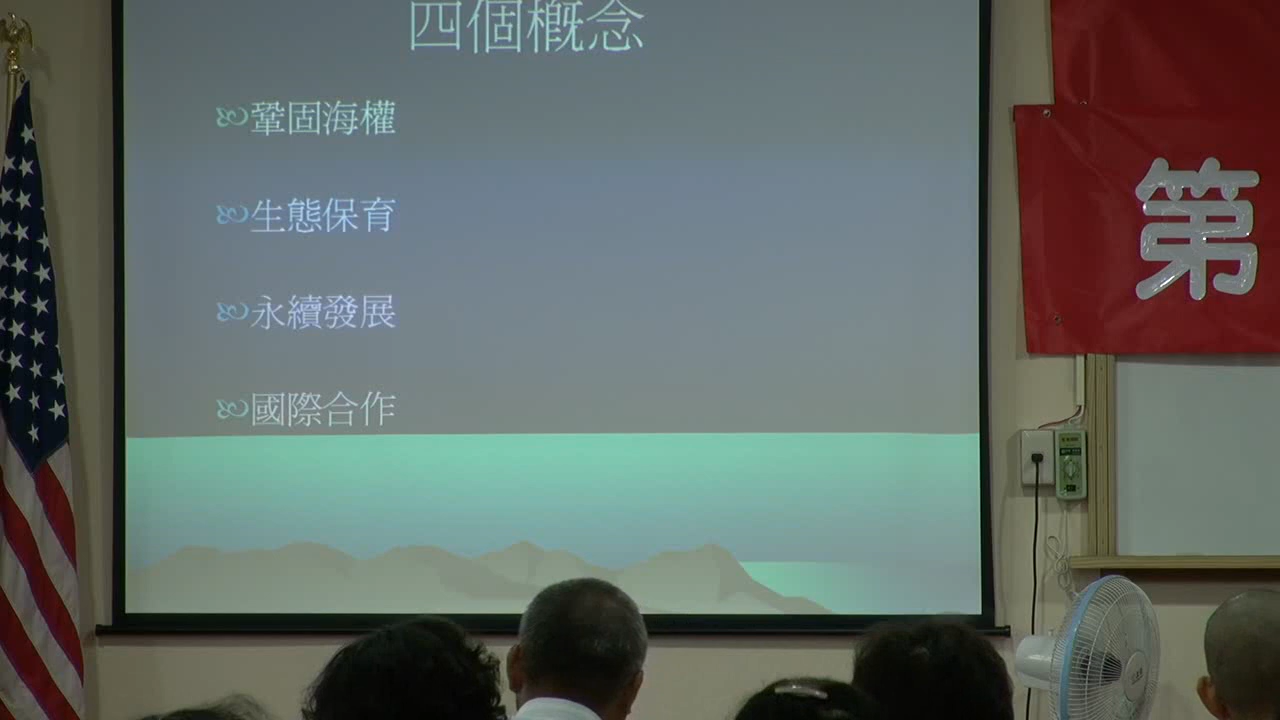 四個概念
鞏固海權
生態保育
永續發展
國際合作
第